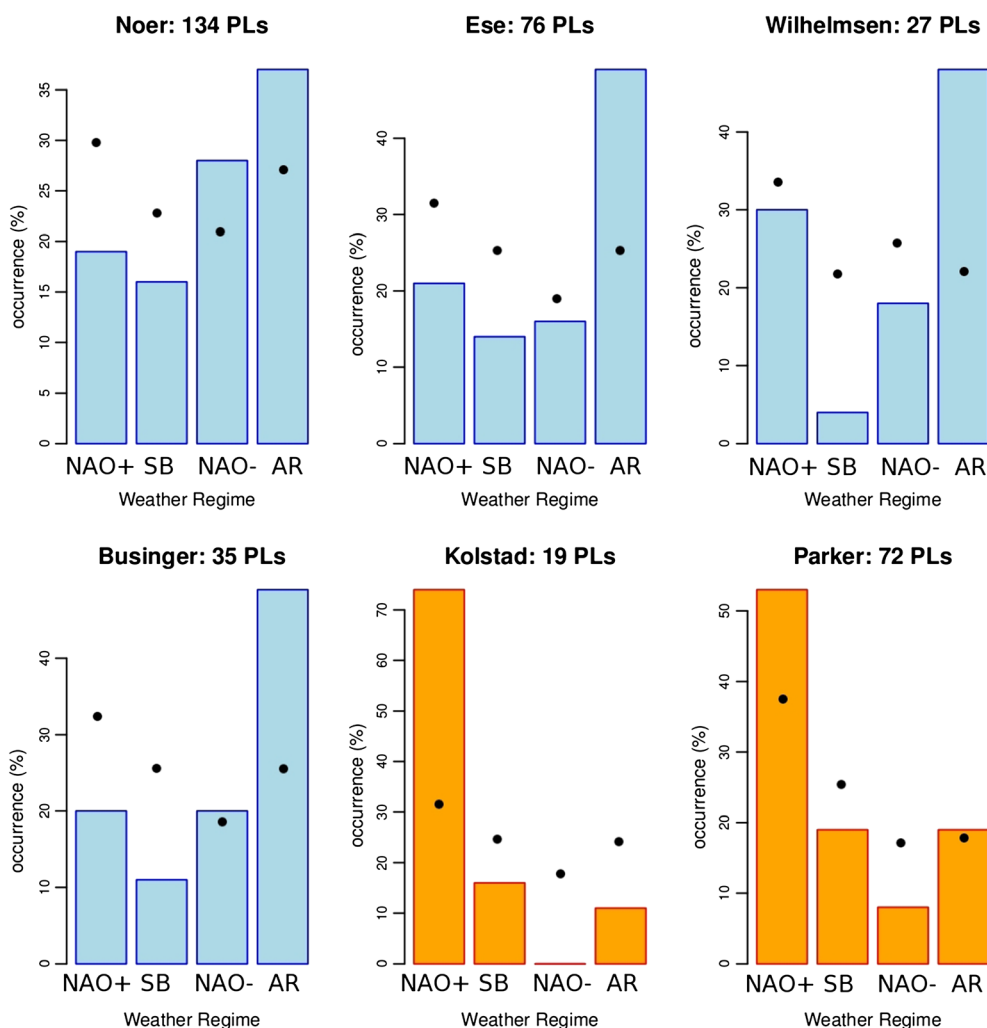 Noer: 134 PLs
occurrence (%)
0 5 10 15 20 25 30 35
NAO+ SB NAO- AR
Weather Regime
Ese: 76 PLs
occurrence (%)
0 10 20 30 40
NAO+ SB NAO- AR
Weather Regime
Wilhelmsen: 27 PLs
occurrence (%)
0 10 20 30 40
NAO+ SB NAO- AR
Weather Regime
Businger: 35 PLs
occurrence (%)
0 10 20 30 40
NAO+ SB NAO- AR
Weather Regime
Kolstad: 19 PLs
occurrence (%)
0 10 20 30 40 50 60 70
NAO+ SB NAO- AR
Weather Regime
Parker: 72 PLs
occurrence (%)
0 10 20 30 40 50
NAO+ SB NAO- AR
Weather Regime